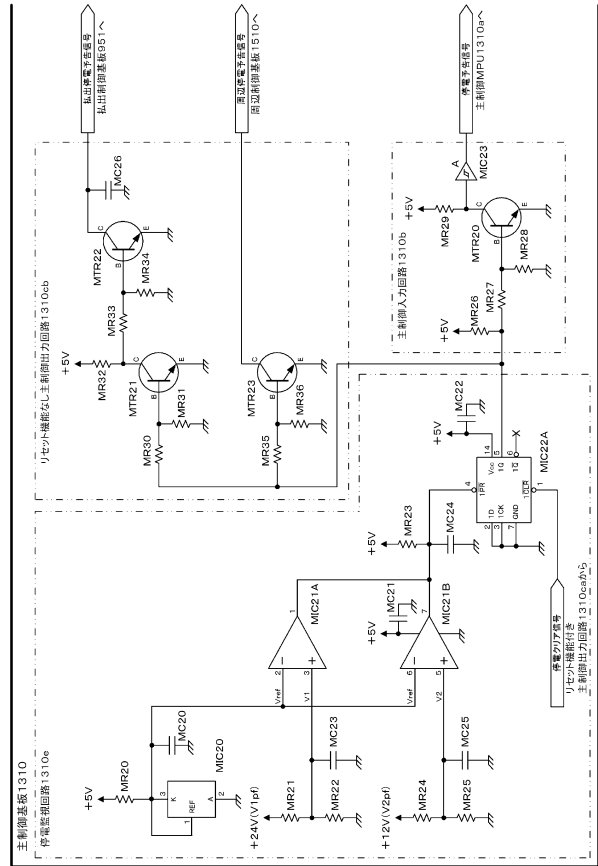 主制御基板1310
停電監視回路1310e
+5V
MR20
MC20
MIC20
K
REF
A
3
1
2
+24V(V1pf)
MR21
MR22
MC23
Vref
V1
2
3
1
MIC21A
+12V(V2pf)
MR24
MR25
MC25
Vref
V2
6
5
7
MIC21B
+5V
MC21
+5V
MR23
MC24
+5V
MC22
MIC22A
4
1PR
2
1D
3
1CK
7
GND
14
Vcc
5
1Q
6
1Q
1CLR
1
停電クリア信号
リセット機能付き
主制御出力回路1310caから
リセット機能なし主制御出力回路1310cb
+5V
MR32
MR33
MR34
MTR22
B
C
E
MC26
MR30
MR31
MTR21
B
C
E
MR35
MR36
MTR23
B
C
E
払出停電予告信号
払出制御基板951へ
周辺停電予告信号
周辺制御基板1510へ
主制御入力回路1310b
+5V
MR26
MR27
MR28
+5V
MR29
MTR20
B
C
E
A
MIC23
停電予告信号
主制御MPU1310aへ